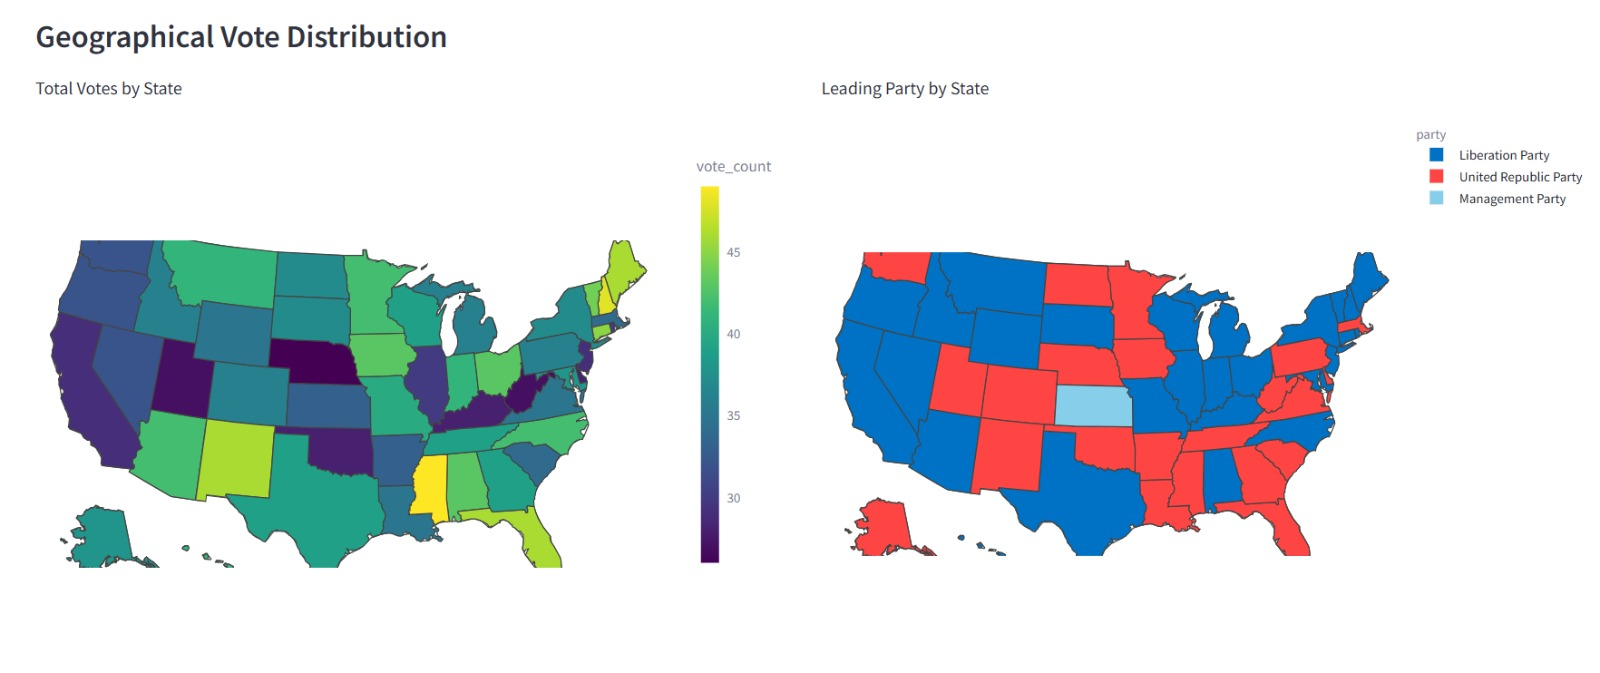 Geographical Vote Distribution
Total Votes by State
Leading Party by State
vote_count
45
40
35
30
party
Liberation Party
United Republic Party
Management Party